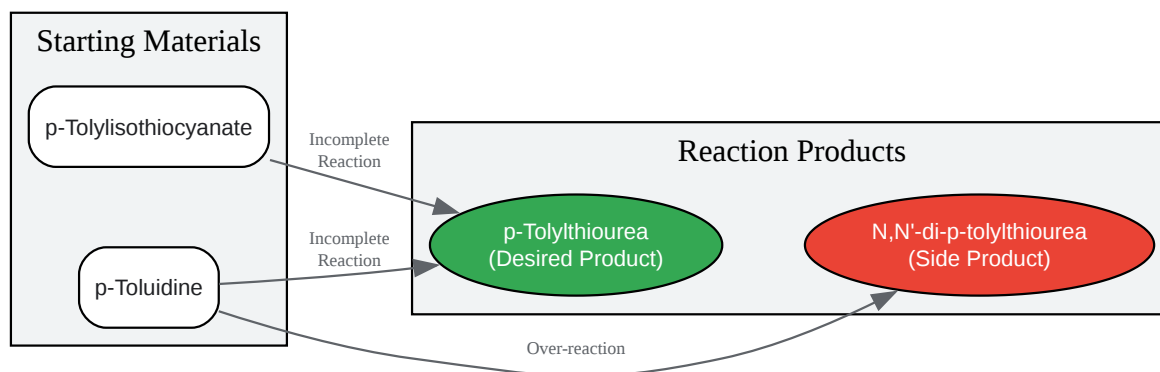 Starting Materials
p-Tolylisothiocyanate
p-Toluidine
Incomplete
Reaction
Incomplete
Reaction
Over-reaction
Reaction Products
p-Tolylthiourea
(Desired Product)
N,N'-di-p-tolylthiourea
(Side Product)